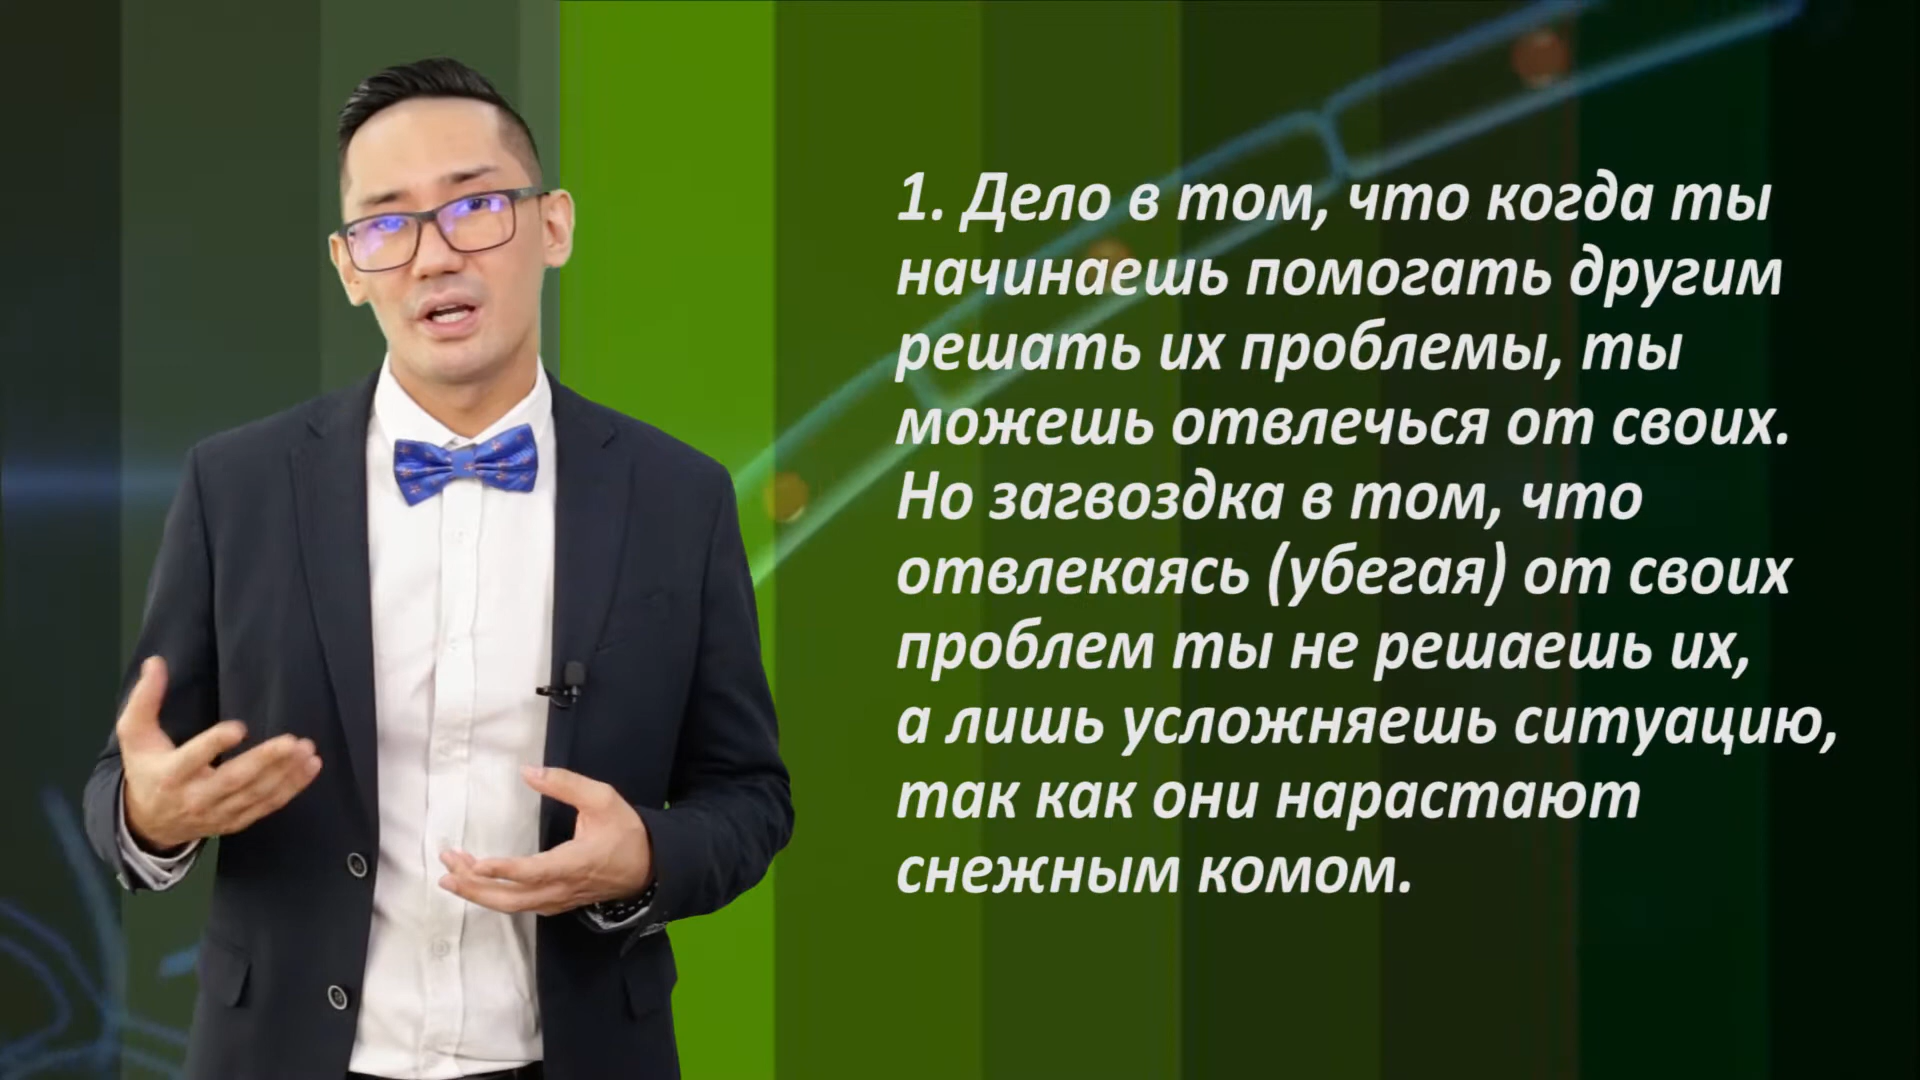 1. Дело в том, что когда ты
начинаешь помогать другим
решать их проблемы, ты
можешь отвлечься от своих.
Но загвоздка в том, что
отвлекаясь (убегая) от своих
проблем ты не решаешь их,
а лишь усложняешь ситуацию,
так как они нарастают
снежным комом.